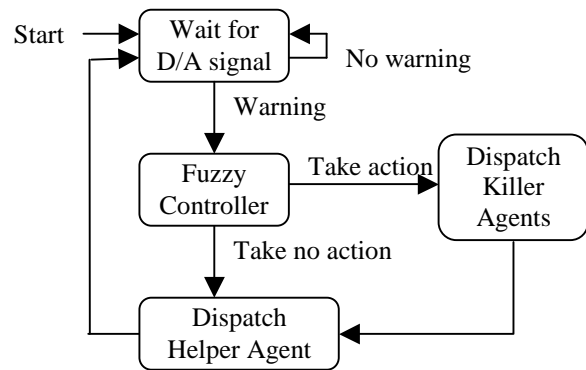 Start
Wait for
D/A signal
No warning
Warning
Fuzzy
Controller
Take action
Dispatch
Killer
Agents
Take no action
Dispatch
Helper Agent